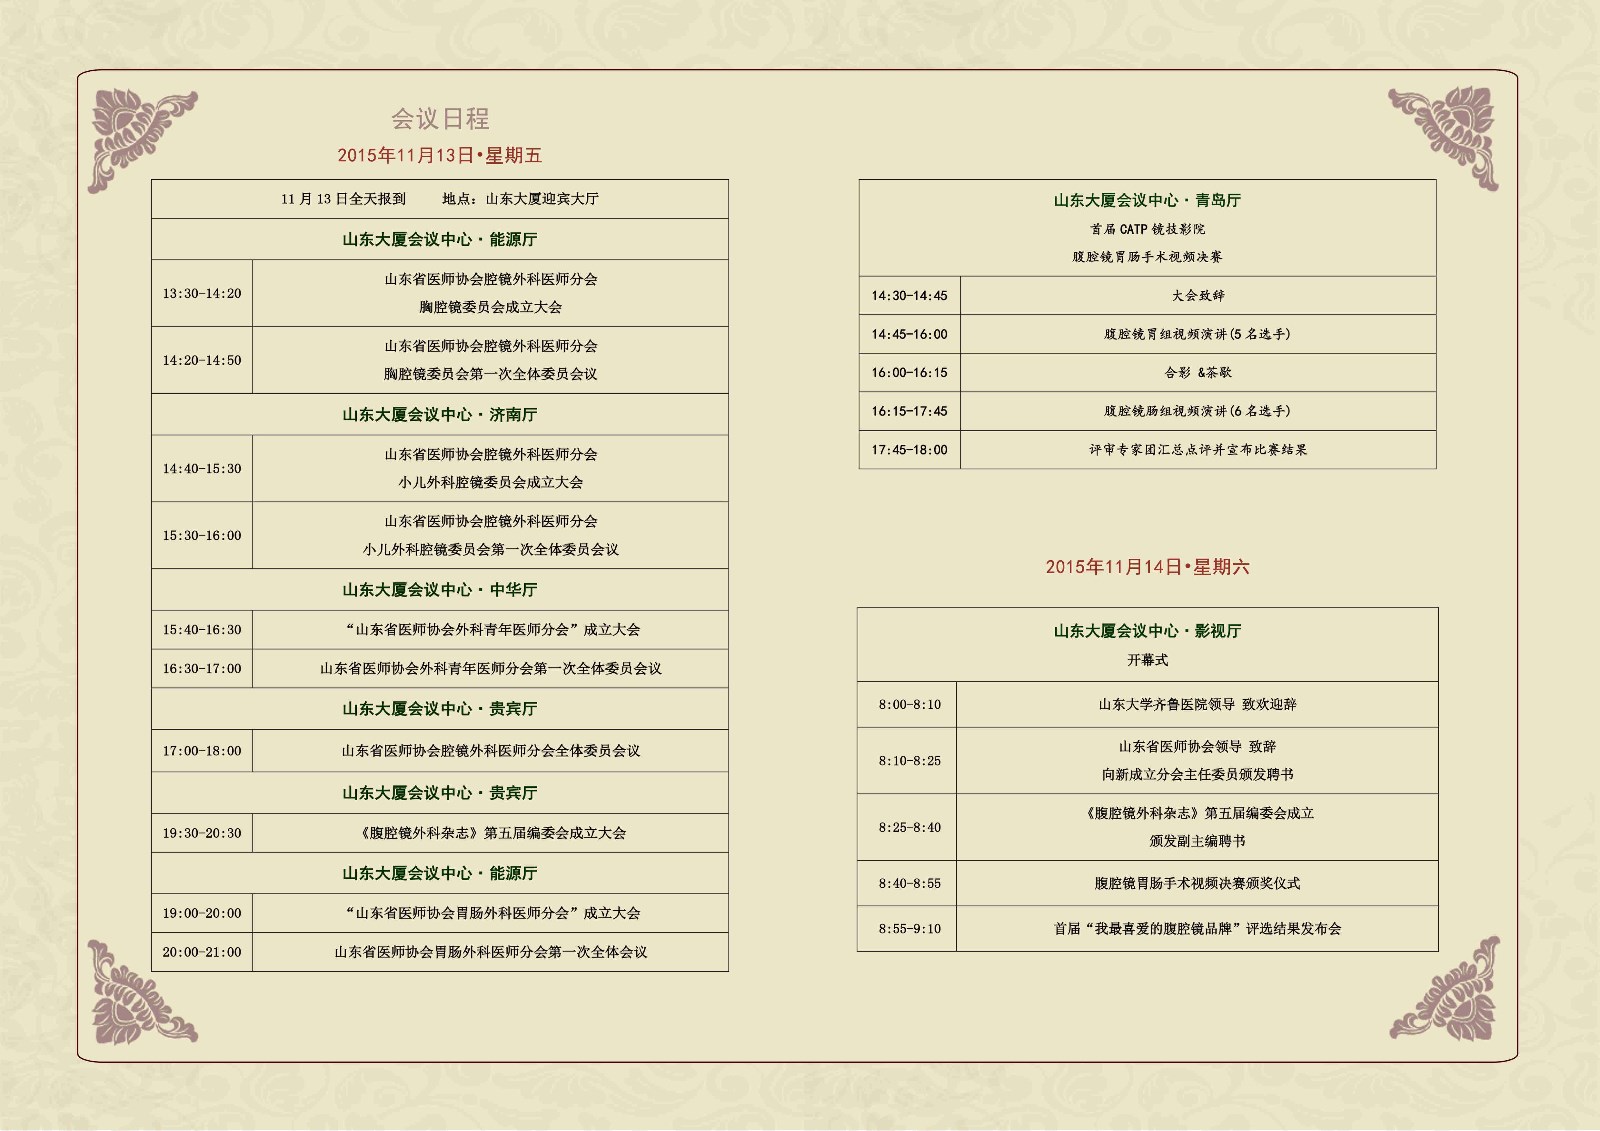 会议日程
2015年11月13日•星期五
11 月 13 日全天报到 地点：山东大厦迎宾大厅
山东大厦会议中心·能源厅
13:30-14:20
山东省医师协会腔镜外科医师分会
胸腔镜委员会成立大会
14:20-14:50
山东省医师协会腔镜外科医师分会
胸腔镜委员会第一次全体委员会议
山东大厦会议中心·济南厅
14:40-15:30
山东省医师协会腔镜外科医师分会
小儿外科腔镜委员会成立大会
15:30-16:00
山东省医师协会腔镜外科医师分会
小儿外科腔镜委员会第一次全体委员会议
山东大厦会议中心·中华厅
15:40-16:30 “山东省医师协会外科青年医师分会”成立大会
16:30-17:00 山东省医师协会外科青年医师分会第一次全体委员会议
山东大厦会议中心·贵宾厅
17:00-18:00 山东省医师协会腔镜外科医师分会全体委员会议
山东大厦会议中心·贵宾厅
19:30-20:30 《腹腔镜外科杂志》第五届编委会成立大会
山东大厦会议中心·能源厅
19:00-20:00 “山东省医师协会胃肠外科医师分会”成立大会
20:00-21:00 山东省医师协会胃肠外科医师分会第一次全体会议
山东大厦会议中心·青岛厅
首届 CATP 镜技影院
腹腔镜胃肠手术视频决赛
14:30-14:45 大会致辞
14:45-16:00 腹腔镜胃组视频演讲(5 名选手)
16:00-16:15 合影 &茶歇
16:15-17:45 腹腔镜肠组视频演讲(6 名选手)
17:45-18:00 评审专家团汇总点评并宣布比赛结果
2015年11月14日•星期六
山东大厦会议中心·影视厅
开幕式
8:00-8:10 山东大学齐鲁医院领导 致欢迎辞
8:10-8:25
山东省医师协会领导 致辞
向新成立分会主任委员颁发聘书
8:25-8:40
《腹腔镜外科杂志》第五届编委会成立
颁发副主编聘书
8:40-8:55 腹腔镜胃肠手术视频决赛颁奖仪式
8:55-9:10 首届“我最喜爱的腹腔镜品牌”评选结果发布会